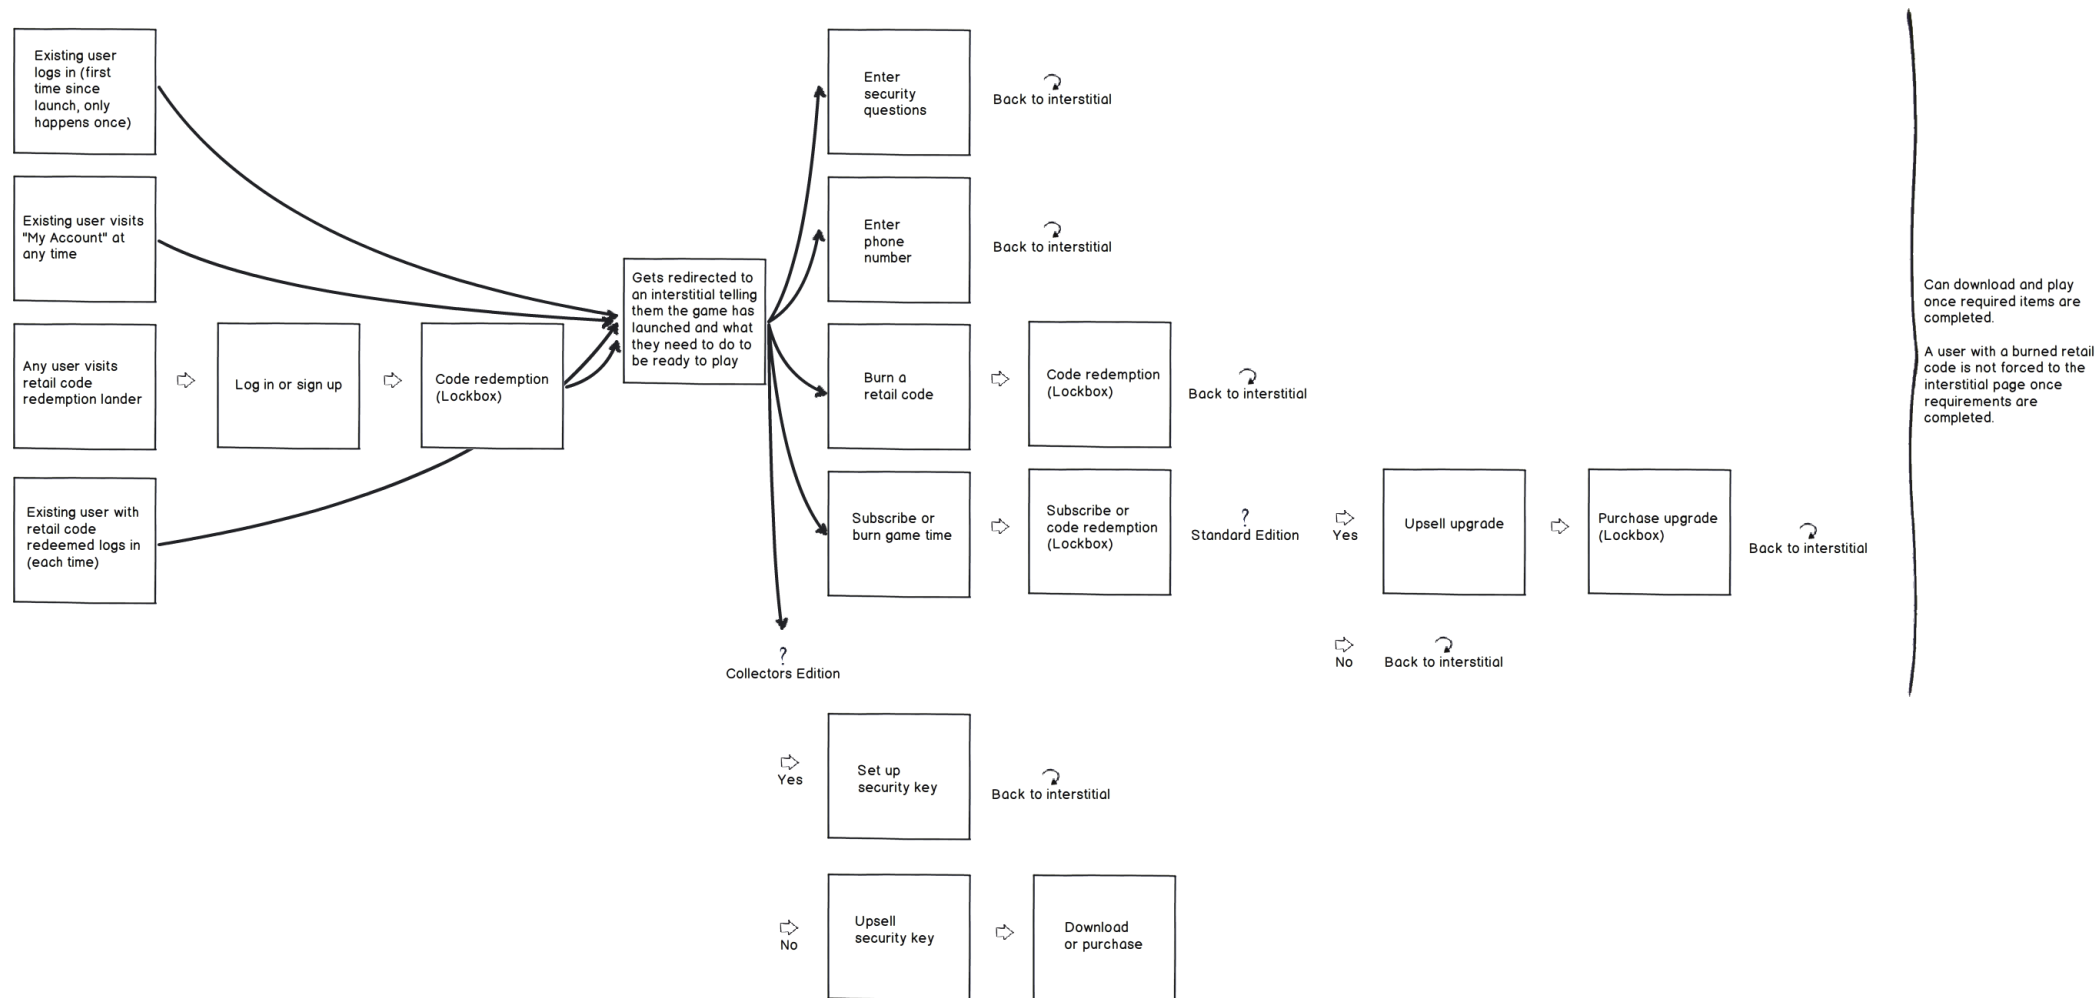 Existing user
logs in (first
time since
launch, only
happens once)
Existing user visits
"My Account" at
any time
Any user visits
retail code
redemption lander
Log in or sign up
Code redemption
(Lockbox)
Existing user with
retail code
redeemed logs in
(each time)
Gets redirected to
an interstitial telling
them the game has
launched and what
they need to do to
be ready to play
Enter
security
questions
Back to interstitial
Enter
phone
number
Back to interstitial
Burn a
retail code
Code redemption
(Lockbox)
Back to interstitial
Subscribe or
burn game time
Subscribe or
code redemption
(Lockbox)
?
Standard Edition
Yes
Upsell upgrade
Purchase upgrade
(Lockbox)
Back to interstitial
No
Back to interstitial
?
Collectors Edition
Yes
Set up
security key
Back to interstitial
No
Upsell
security key
Download
or purchase
Can download and play
once required items are
completed.
A user with a burned retail
code is not forced to the
interstitial page once
requirements are
completed.